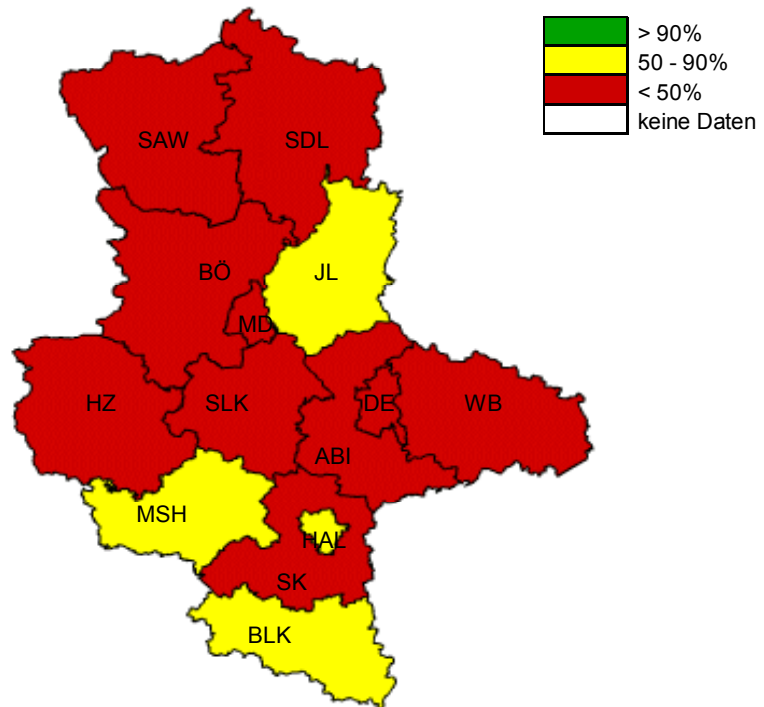 > 90%
50 - 90%
< 50%
keine Daten
SAW
SDL
BÖ
JL
MD
HZ
SLK
DE
WB
ABI
MSH
HAL
SK
BLK